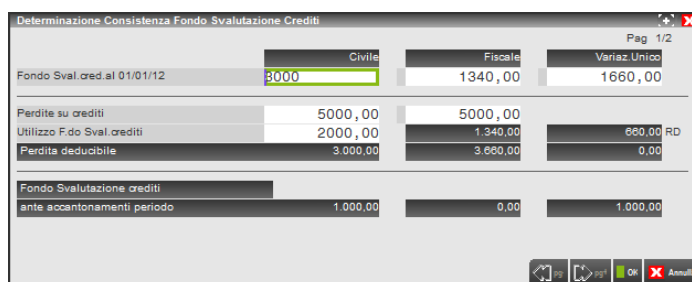 Determinazione Consistenza Fondo Svalutazione Crediti
Pag 1/2
Civile Fiscale Variaz.Unico
Fondo Sval.cred.al 01/01/12 3000 1340,00 1660,00
Perdite su crediti 5000,00 5000,00
Utilizzo F.do Sval.crediti 2000,00 1.340,00 660,00 RD
Perdita deducibile 3.000,00 3.660,00 0,00
Fondo Svalutazione crediti
ante accantonamenti periodo 1.000,00 0,00 1.000,00
pg pg OK Annulli